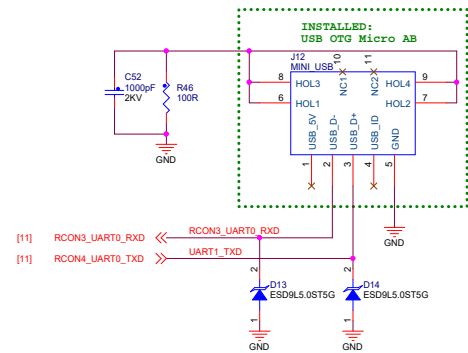 INSTALLED:
USB OTG Micro AB
J12
MINI_USB
10
11
NC1
NC2
8
HOL3
HOL4
9
6
HOL1
HOL2
7
USB_5V
USB_D-
USB_D+
USB_ID
GND
1
2
3
4
5
C52
1000pF
2KV
R46
100R
GND
GND
[11] RCON3_UART0_RXD
RCON3_UART0_RXD
[11] RCON4_UART0_TXD
UART1_TXD
2
D13
ESD9L5.0ST5G
1
GND
2
D14
ESD9L5.0ST5G
1
GND